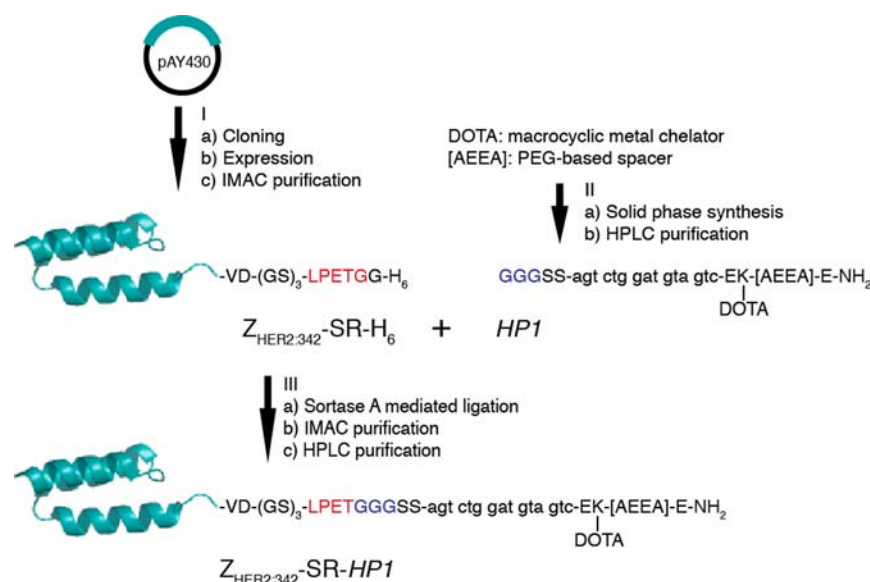 pAY430
I
a) Cloning
b) Expression
c) IMAC purification
DOTA: macrocyclic metal chelator
[AEEA]: PEG-based spacer
II
a) Solid phase synthesis
b) HPLC purification
-VD-(GS)3-LPETGG-H6
GGGSS-agt ctg gat gta gtc-EK-[AEEA]-E-NH2
DOTA
ZHER2:342-SR-H6 + HP1
III
a) Sortase A mediated ligation
b) IMAC purification
c) HPLC purification
-VD-(GS)3-LPETGGGSS-agt ctg gat gta gtc-EK-[AEEA]-E-NH2
DOTA
ZHER2:342-SR-HP1